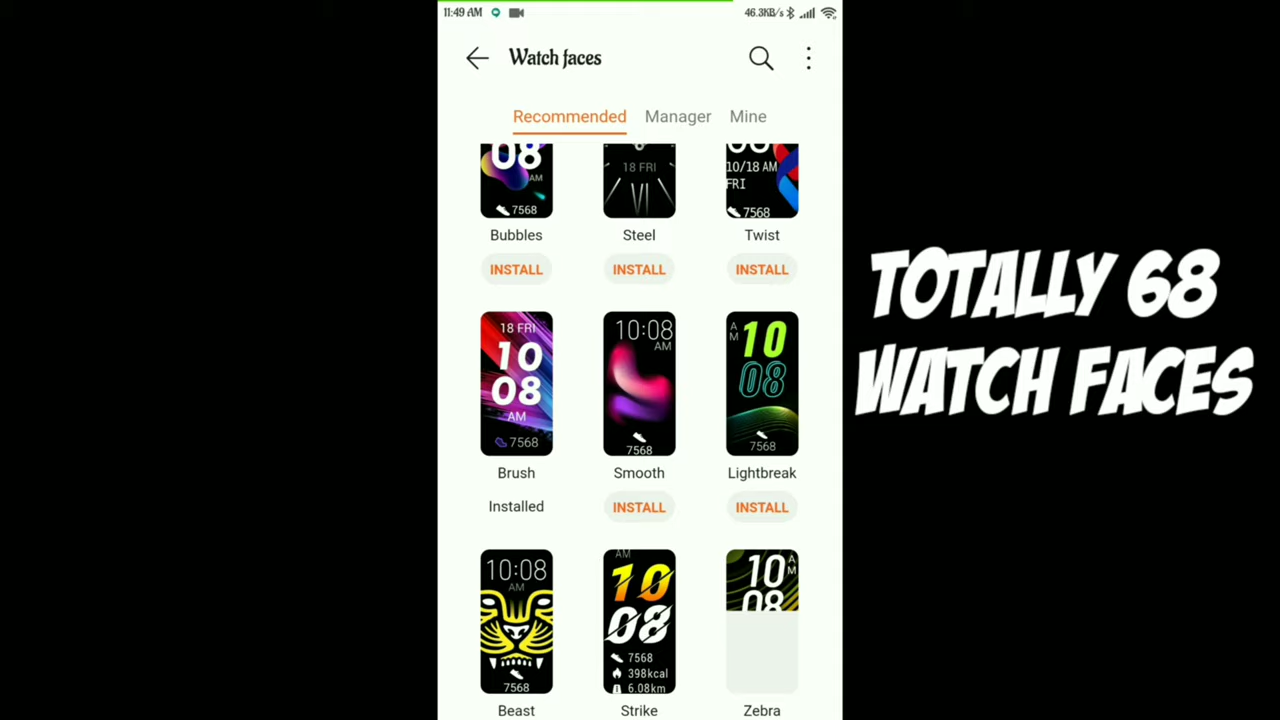 11:49 AM 46.3KB/s
Watch faces
Recommended Manager Mine
08 08
AM 18 FRI 10/18 AM
VI FRI
7568 7568
Bubbles Steel Twist
INSTALL INSTALL INSTALL
TOTALLY 68
WATCH FACES
18 FRI 10:08 AM 10
10 AM 08
08
AM
7568 7568 7568
Brush Smooth Lightbreak
Installed INSTALL INSTALL
10:08 AM 10 AM
AM 10 08
08
7568
398kcal
7568 6.08km
Beast Strike Zebra